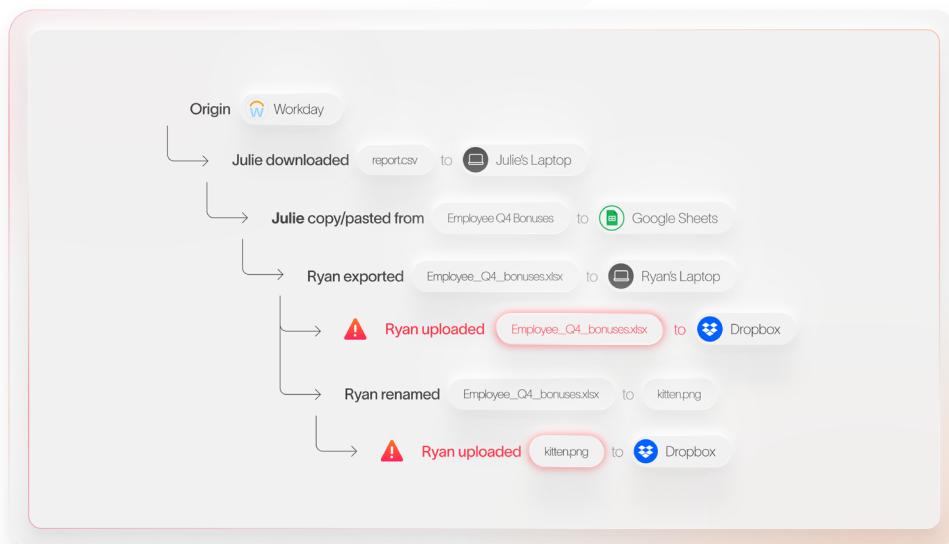 Origin Workday
Julie downloaded report.csv to Julie's Laptop
Julie copy/pasted from Employee Q4 Bonuses to Google Sheets
Ryan exported Employee_Q4_bonuses.xlsx to Ryan's Laptop
Ryan uploaded Employee_Q4_bonuses.xlsx to Dropbox
Ryan renamed Employee_Q4_bonuses.xlsx to kitten.png
Ryan uploaded kitten.png to Dropbox